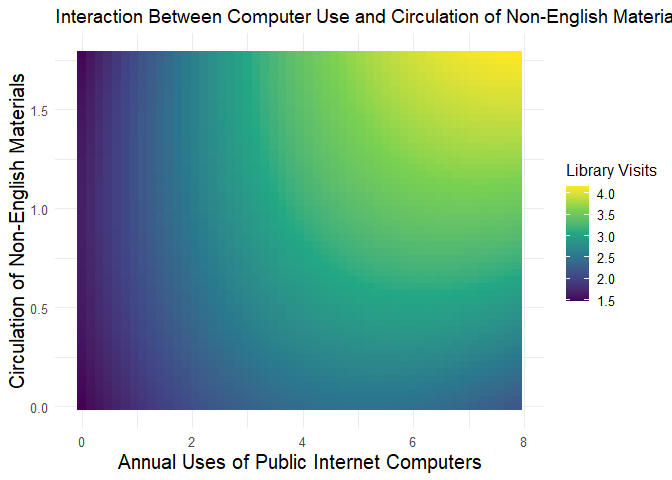 Interaction Between Computer Use and Circulation of Non-English Materia
Circulation of Non-English Materials
1.5
1.0
0.5
0.0
0 2 4 6 8
Annual Uses of Public Internet Computers
Library Visits
4.0
3.5
3.0
2.5
2.0
1.5